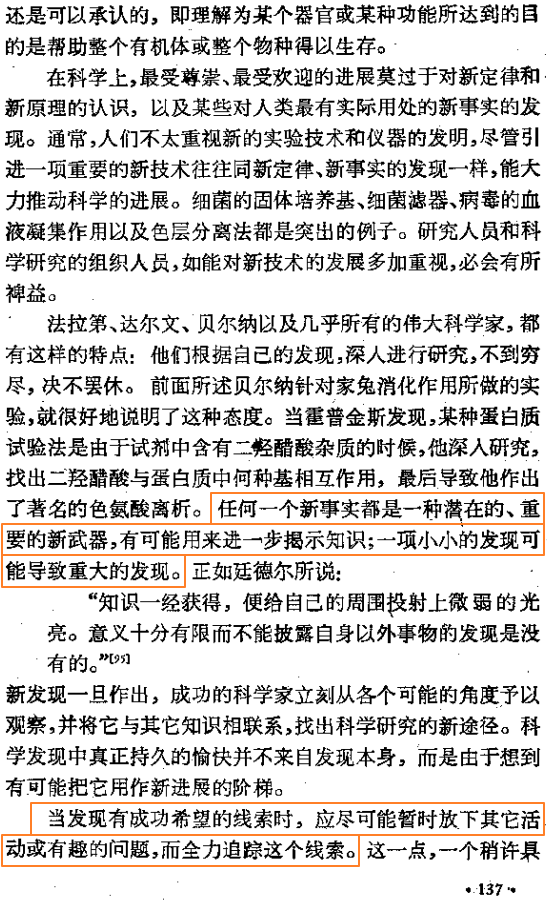 还是可以承认的，即理解为某个器官或某种功能所达到的目
的是帮助整个有机体或整个物种得以生存。
在科学上，最受尊崇、最受欢迎的进展莫过于对新定律和
新原理的认识，以及某些对人类最有实际用处的新事实的发
现。通常，人们不太重视新的实验技术和仪器的发明，尽管引
进一项重要的新技术往往同新定律、新事实的发现一样，能大
力推动科学的进展。细菌的固体培养基、细菌滤器、病毒的血
液凝集作用以及色层分离法都是突出的例子。研究人员和科
学研究的组织人员，如能对新技术的发展多加重视，必会有所
裨益。
法拉第、达尔文、贝尔纳以及几乎所有的伟大科学家，都
有这样的特点：他们根据自己的发现，深入进行研究，不到穷
尽，决不罢休。前面所述贝尔纳针对家兔消化作用所做的实
验，就很好地说明了这种态度。当霍普金斯发现，某种蛋白质
试验法是由于试剂中含有二羟醋酸杂质的时候，他深入研究，
找出二羟醋酸与蛋白质中何种基相互作用，最后导致他作出
了著名的色氨酸离析。任何一个新事实都是一种潜在的、重
要的新武器，有可能用来进一步揭示知识；一项小小的发现可
能导致重大的发现。正如廷德尔所说：
“知识一经获得，便给自己的周围投射上微弱的光
亮。意义十分有限而不能披露自身以外事物的发现是没
有的。”[95]
新发现一旦作出，成功的科学家立刻从各个可能的角度予以
观察，并将它与其它知识相联系，找出科学研究的新途径。科
学发现中真正持久的愉快并不来自发现本身，而是由于想到
有可能把它用作新进展的阶梯。
当发现有成功希望的线索时，应尽可能暂时放下其它活
动或有趣的问题，而全力追踪这个线索。这一点，一个稍许具
• 137 •